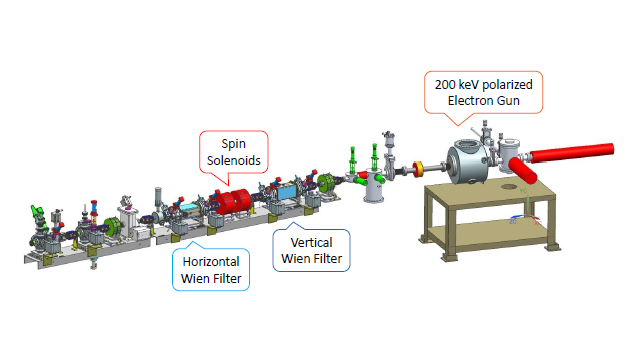 200 keV polarized
Electron Gun
Spin
Solenoids
Vertical
Wien Filter
Horizontal
Wien Filter